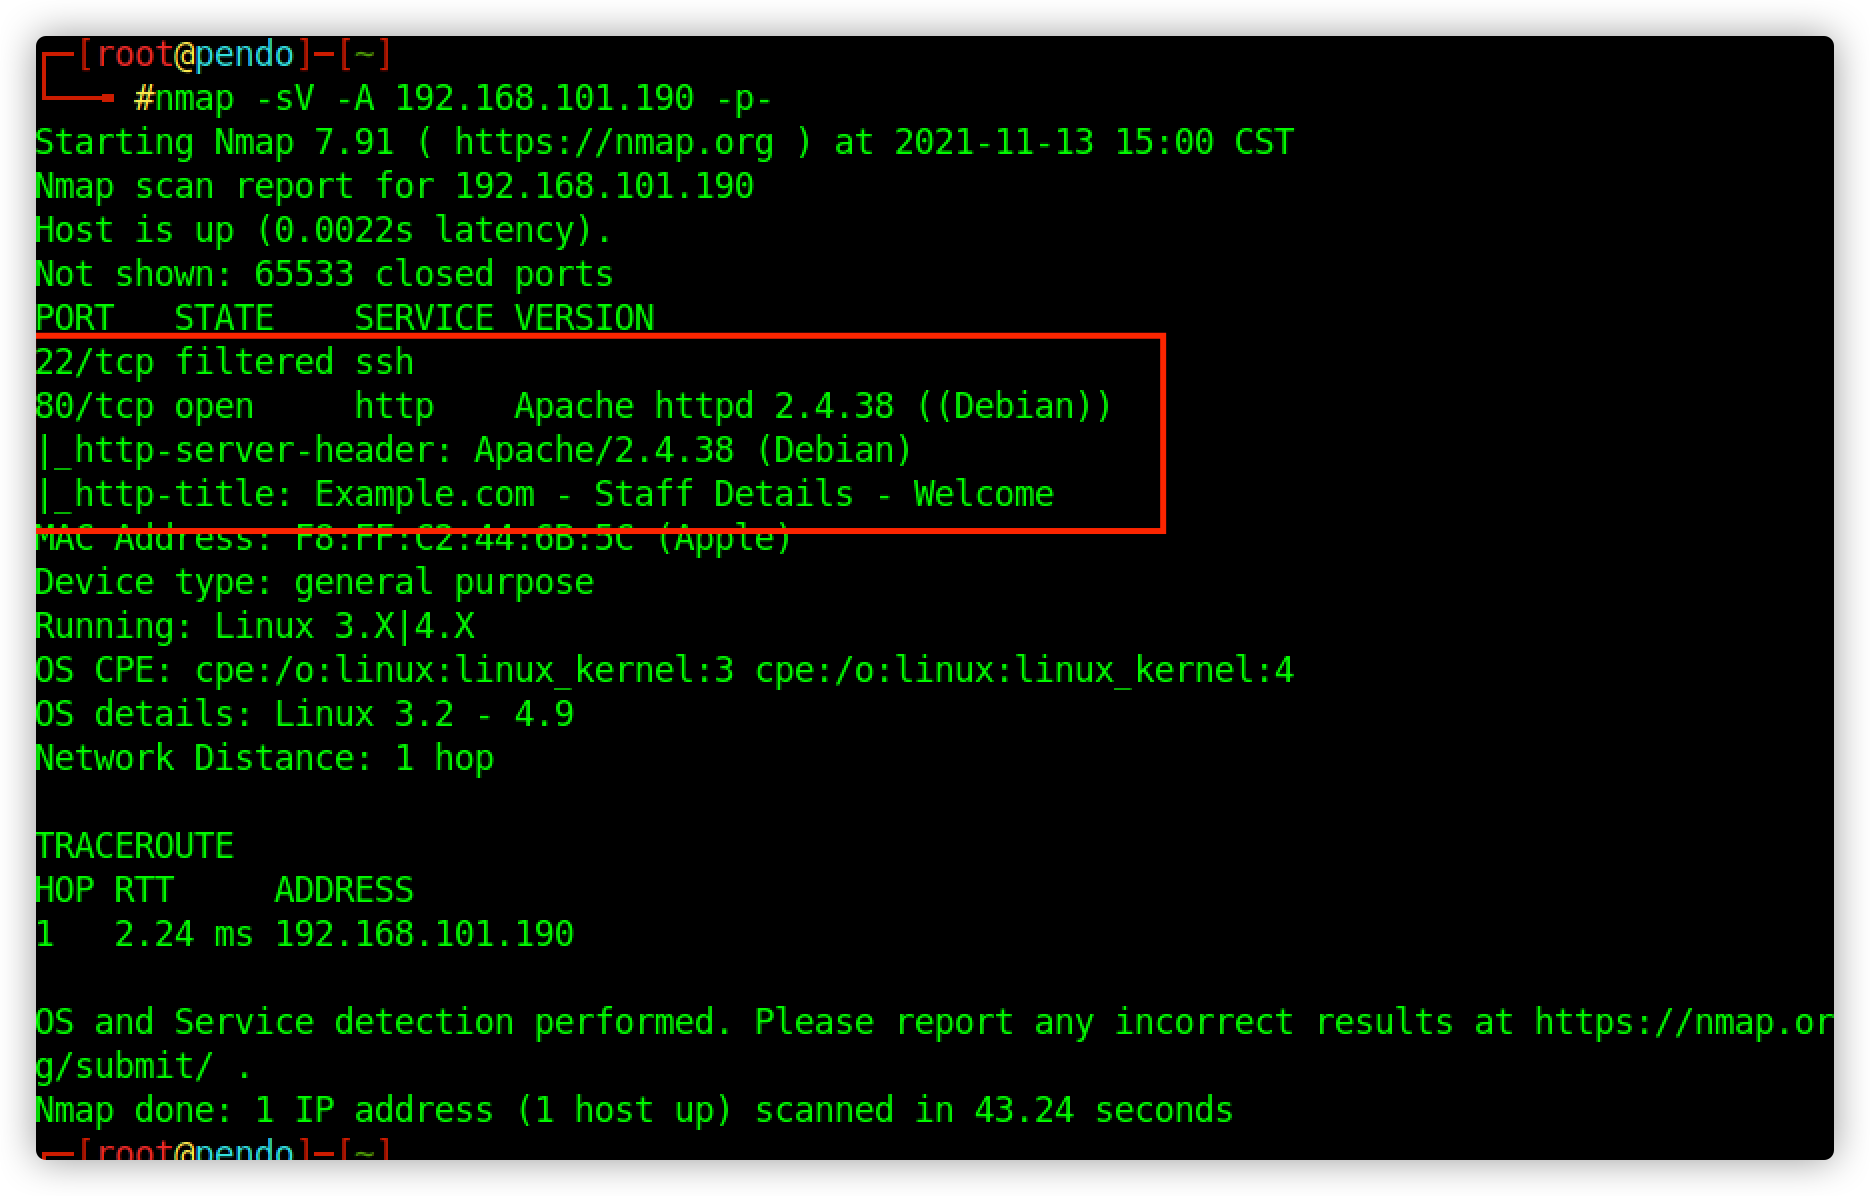 [root@pendo]-[~]
#nmap -sV -A 192.168.101.190 -p-
Starting Nmap 7.91 ( https://nmap.org ) at 2021-11-13 15:00 CST
Nmap scan report for 192.168.101.190
Host is up (0.0022s latency).
Not shown: 65533 closed ports
PORT   STATE    SERVICE VERSION
22/tcp filtered ssh
80/tcp open     http    Apache httpd 2.4.38 ((Debian))
|_http-server-header: Apache/2.4.38 (Debian)
|_http-title: Example.com - Staff Details - Welcome
MAC Address: F8:FF:C2:44:6B:5C (Apple)
Device type: general purpose
Running: Linux 3.X|4.X
OS CPE: cpe:/o:linux:linux_kernel:3 cpe:/o:linux:linux_kernel:4
OS details: Linux 3.2 - 4.9
Network Distance: 1 hop
TRACEROUTE
HOP RTT     ADDRESS
1   2.24 ms 192.168.101.190
OS and Service detection performed. Please report any incorrect results at https://nmap.or
g/submit/ .
Nmap done: 1 IP address (1 host up) scanned in 43.24 seconds
[root@pendo]-[~]